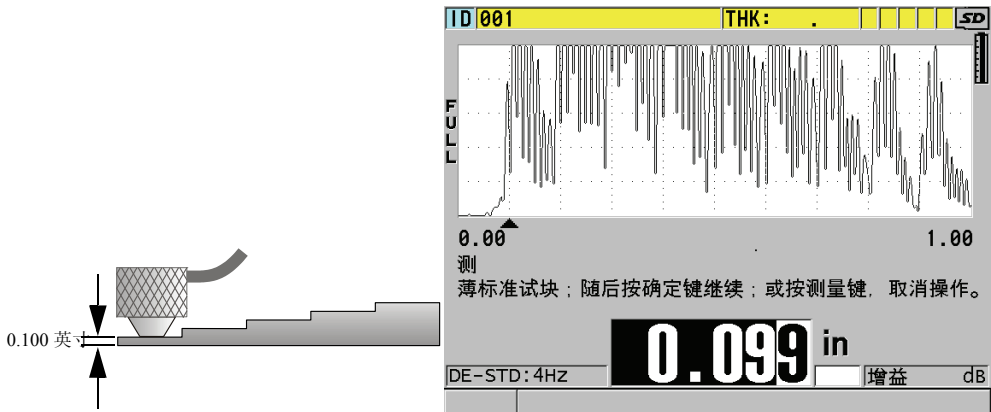 0.100 英寸
ID 001 THK: . SD
FULL
0.00 1.00
测
薄标准试块；随后按确定键继续；或按测量键，取消操作。
0.099 in
DE-STD:4Hz 增益 dB